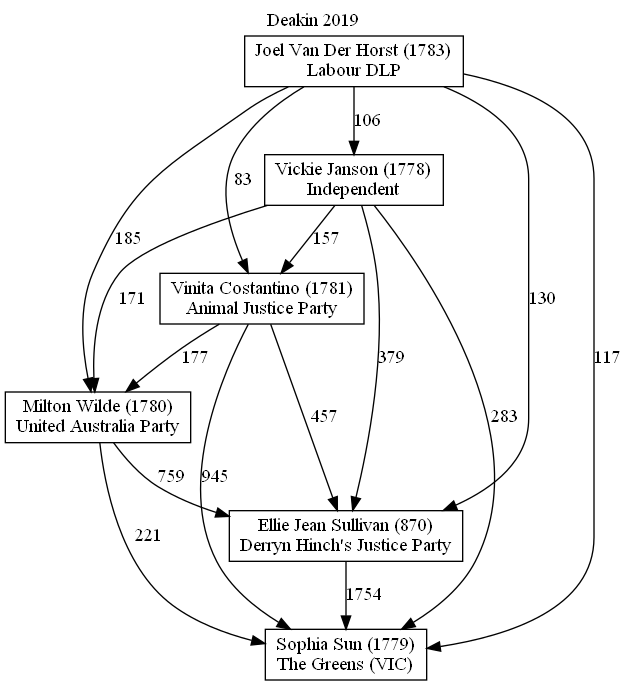 Deakin 2019
Joel Van Der Horst (1783)
Labour DLP
106
Vickie Janson (1778)
Independent
83
157
185
171
130
Vinita Costantino (1781)
Animal Justice Party
177
379
117
Milton Wilde (1780)
United Australia Party
457
283
759
945
Ellie Jean Sullivan (870)
Derryn Hinch's Justice Party
221
1754
Sophia Sun (1779)
The Greens (VIC)